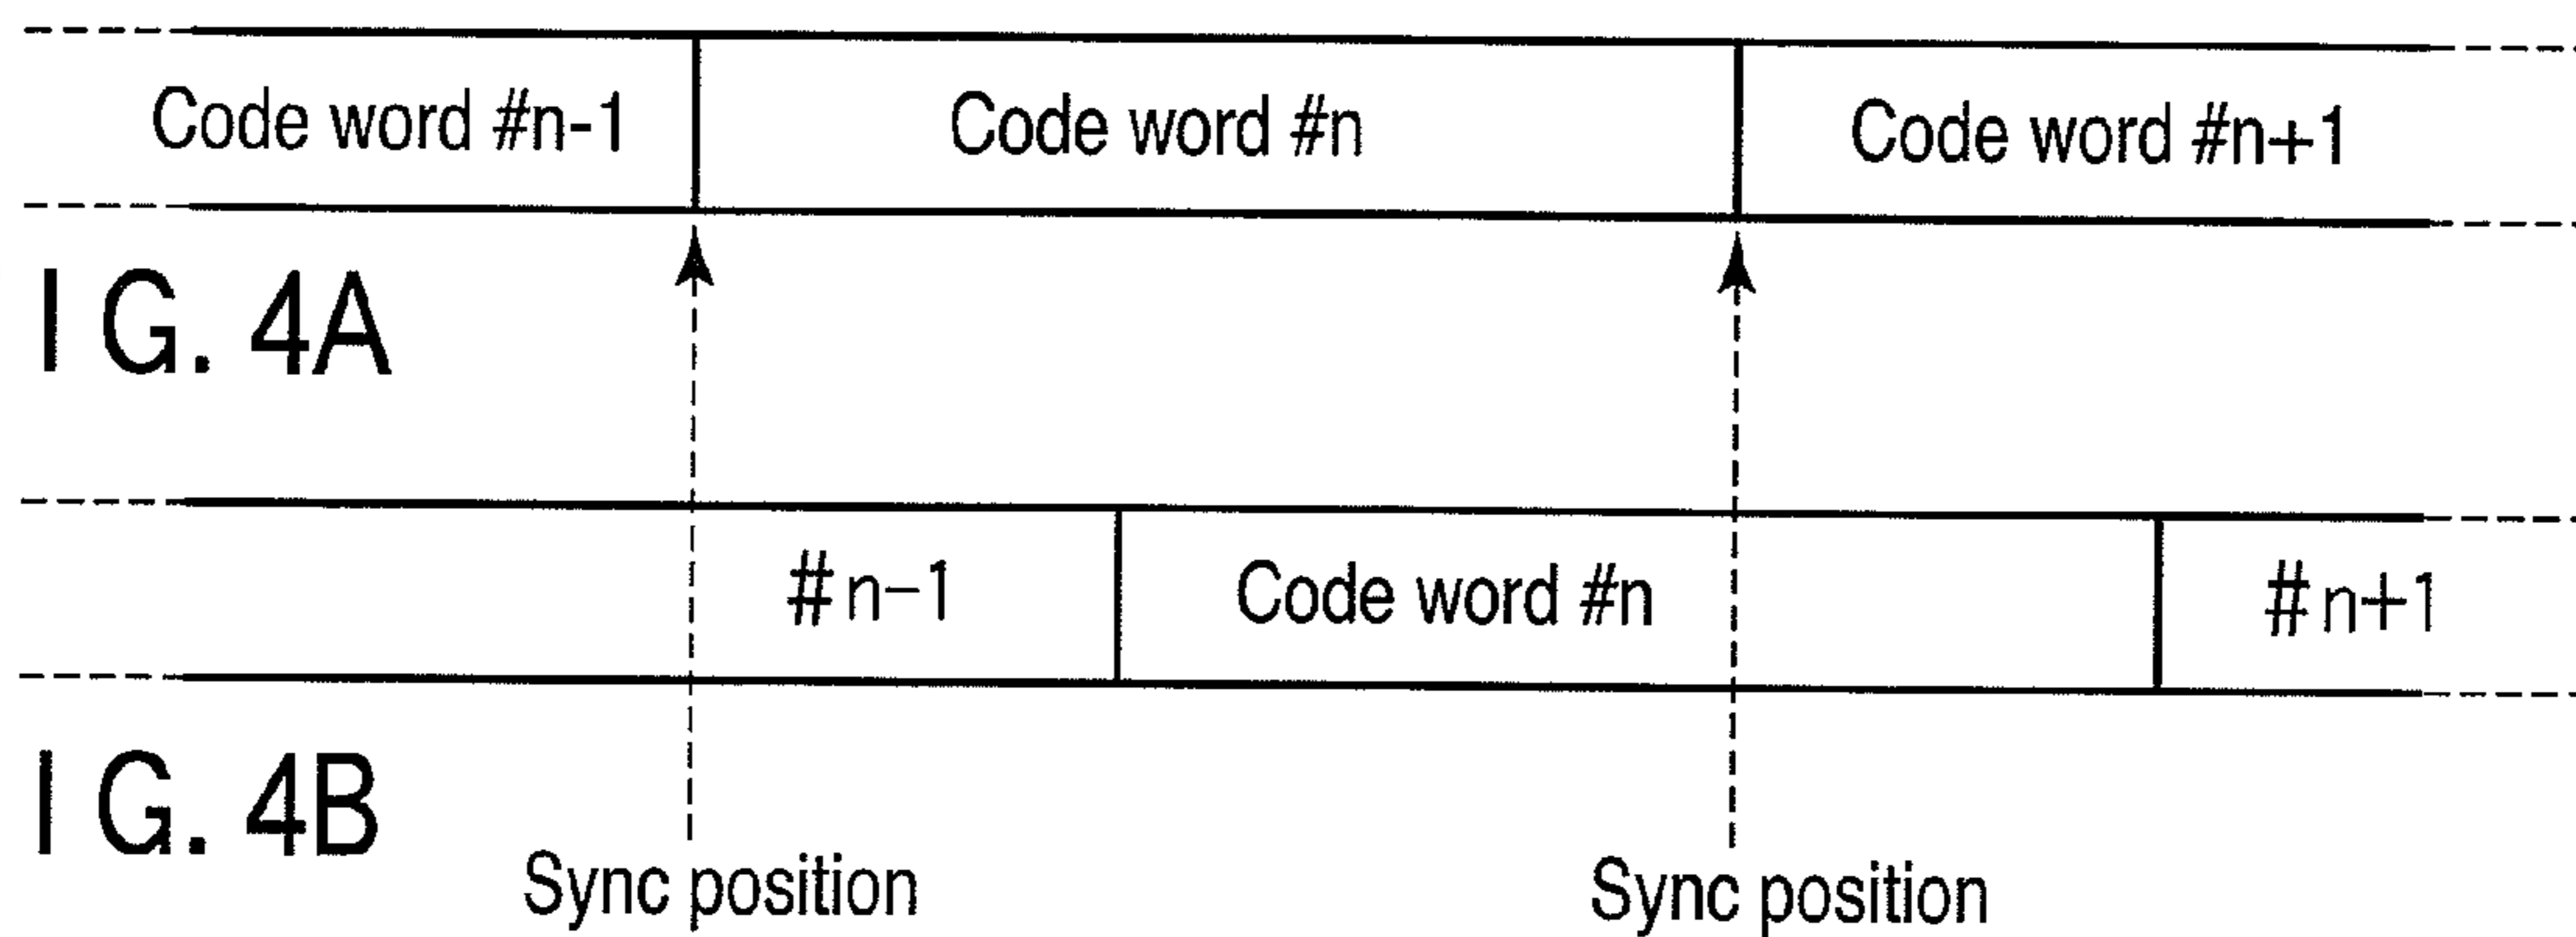 Code word #n-1 Code word #n Code word #n+1
I G. 4A
#n-1 Code word #n #n+1
I G. 4B
Sync position Sync position